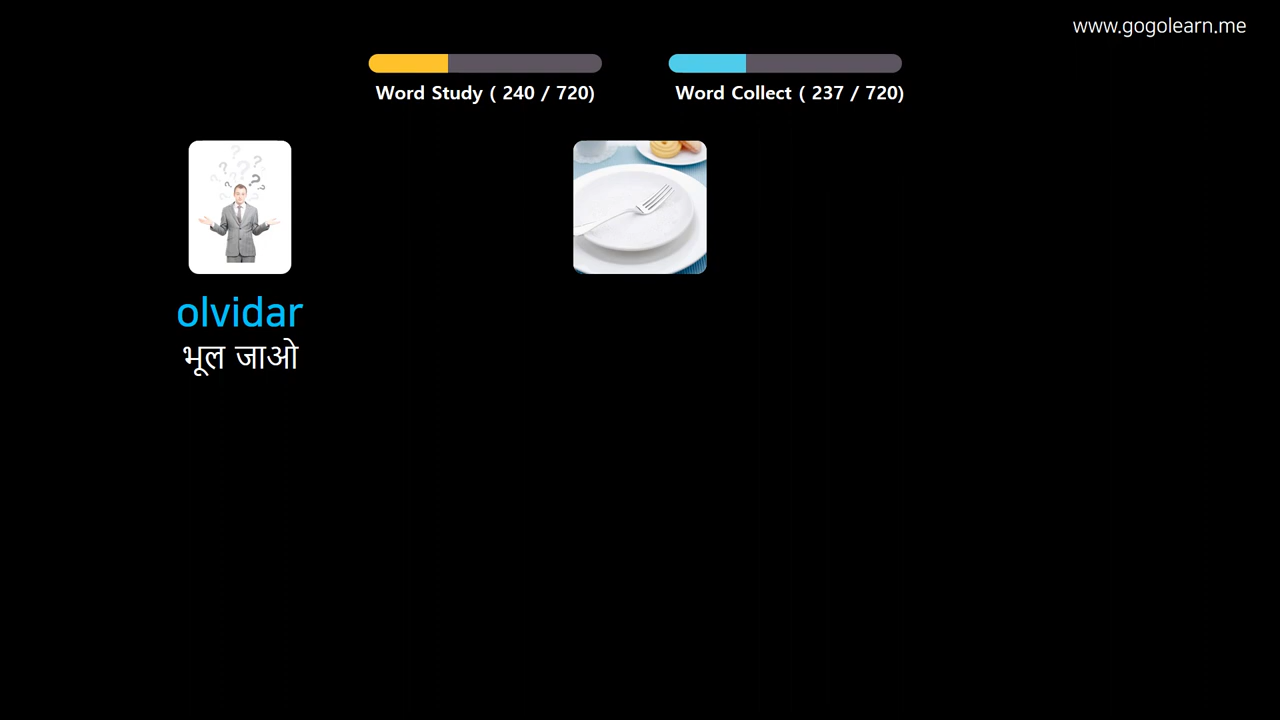 www.gogolearn.me
Word Study ( 240 / 720)
Word Collect ( 237 / 720)
olvidar
भूल जाओ